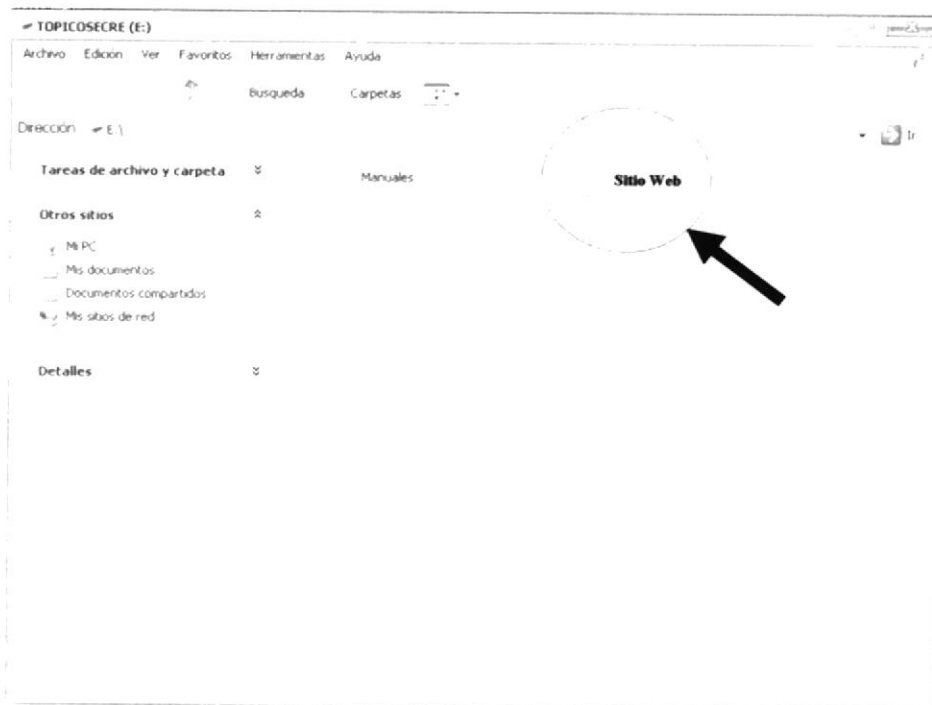 TOPICOSECRE (E:)
Archivo Edición Ver Favoritos Herramientas Ayuda
Busqueda Carpetas
Dirección E:\ Ir
Tareas de archivo y carpeta
Manuales
Sitio Web
Otros sitios
Mi PC
Mis documentos
Documentos compartidos
Mis sitios de red
Detalles